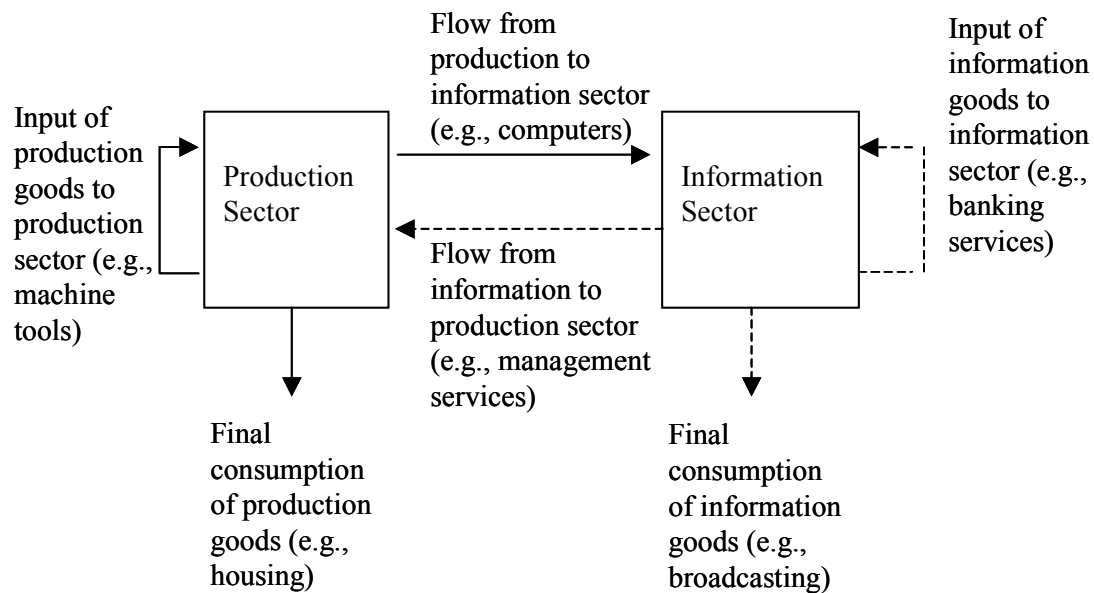 Input of
production
goods to
production
sector (e.g.,
machine
tools)
Production
Sector
Flow from
production to
information sector
(e.g., computers)
Flow from
information to
production sector
(e.g., management
services)
Information
Sector
Input of
information
goods to
information
sector (e.g.,
banking
services)
Final
consumption
of production
goods (e.g.,
housing)
Final
consumption
of information
goods (e.g.,
broadcasting)